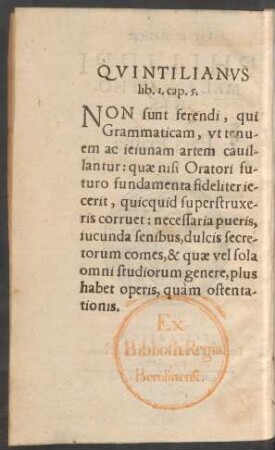 QVINTILIANVS
lib. 1. cap. 5.
NON sunt ferendi, qui
Grammaticam, vt tenu-
em ac ieiunam artem cauil-
lantur: quæ nisi Oratori fu-
turo fundamenta fideliter ie-
cerit, quicquid superstruxe-
ris corruet: necessaria pueris,
iucunda senibus, dulcis secre-
torum comes, & quæ vel sola
omni studiorum genere, plus
habet operis, quàm ostenta-
tionis.
Ex
Biblioth. Regia
Berolinensi.